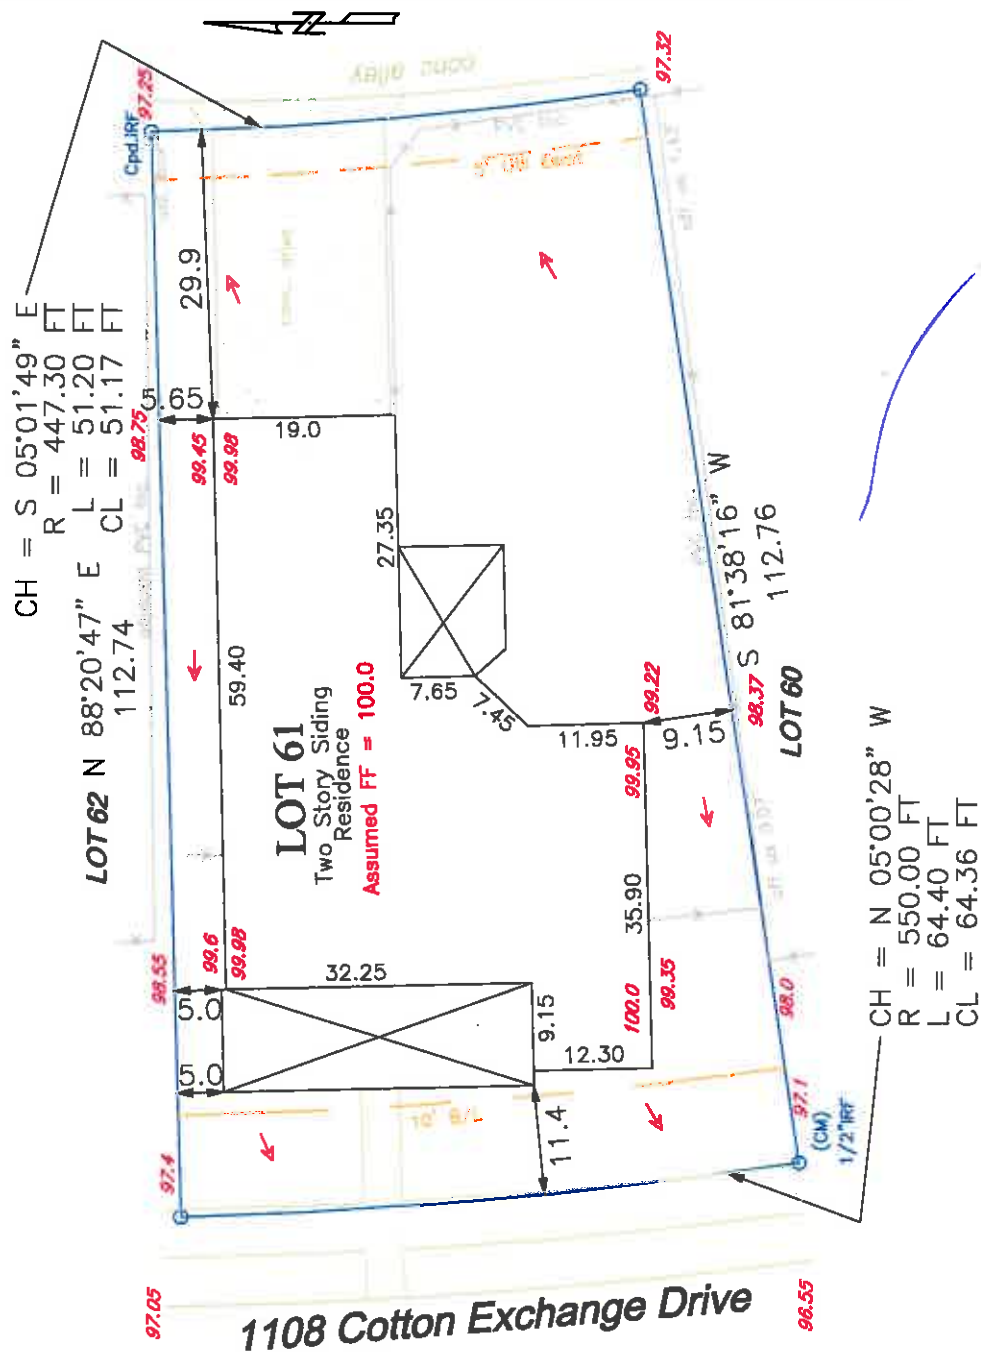 N
conc alley
97.32
97.25
Cpd.IRF
CH = S 05°01'49" E
R = 447.30 FT
L = 51.20 FT
CL = 51.17 FT
29.9
5.65
98.75
99.45
99.98
19.0
LOT 62
N 88°20'47" E
112.74
59.40
27.35
7.65
7.45
11.95
99.22
99.95
9.15
98.37
S 81°38'16" W
112.76
LOT 60
LOT 61
Two Story Siding
Residence
Assumed FF = 100.0
35.90
99.6
99.98
98.55
5.0
5.0
32.25
9.15
12.30
100.0
99.35
98.0
97.1
(CM)
1/2"IRF
11.4
10' B/L
97.4
CH = N 05°00'28" W
R = 550.00 FT
L = 64.40 FT
CL = 64.36 FT
97.05
96.55
1108 Cotton Exchange Drive